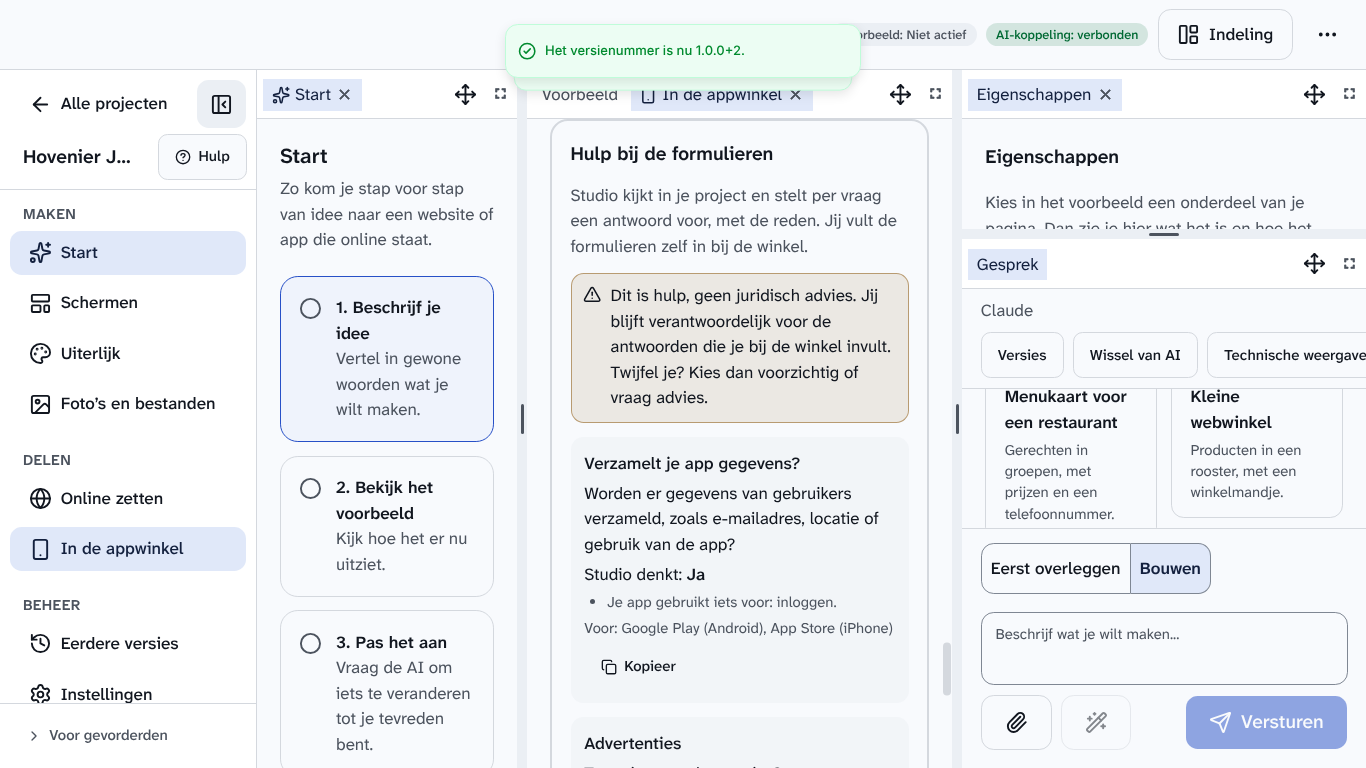 Het versienummer is nu 1.0.0+2.
Niet actief
AI-koppeling: verbonden
Indeling
Alle projecten
Hovenier J...
Hulp
MAKEN
Start
Schermen
Uiterlijk
Foto's en bestanden
DELEN
Online zetten
In de appwinkel
BEHEER
Eerdere versies
Instellingen
Voor gevorderden
Start
Start
Zo kom je stap voor stap
van idee naar een website of
app die online staat.
1. Beschrijf je
idee
Vertel in gewone
woorden wat je
wilt maken.
2. Bekijk het
voorbeeld
Kijk hoe het er nu
uitziet.
3. Pas het aan
Vraag de AI om
iets te veranderen
tot je tevreden
bent.
Voorbeeld
In de appwinkel
Hulp bij de formulieren
Studio kijkt in je project en stelt per vraag
een antwoord voor, met de reden. Jij vult de
formulieren zelf in bij de winkel.
Dit is hulp, geen juridisch advies. Jij
blijft verantwoordelijk voor de
antwoorden die je bij de winkel invult.
Twijfel je? Kies dan voorzichtig of
vraag advies.
Verzamelt je app gegevens?
Worden er gegevens van gebruikers
verzameld, zoals e-mailadres, locatie of
gebruik van de app?
Studio denkt: Ja
• Je app gebruikt iets voor: inloggen.
Voor: Google Play (Android), App Store (iPhone)
Kopieer
Advertenties
Eigenschappen
Eigenschappen
Kies in het voorbeeld een onderdeel van je
pagina. Dan zie je hier wat het is en hoe het
Gesprek
Claude
Versies
Wissel van AI
Technische weergave
Menukaart voor
een restaurant
Gerechten in
groepen, met
prijzen en een
telefoonnummer.
Kleine
webwinkel
Producten in een
rooster, met een
winkelmandje.
Eerst overleggen
Bouwen
Beschrijf wat je wilt maken...
Versturen